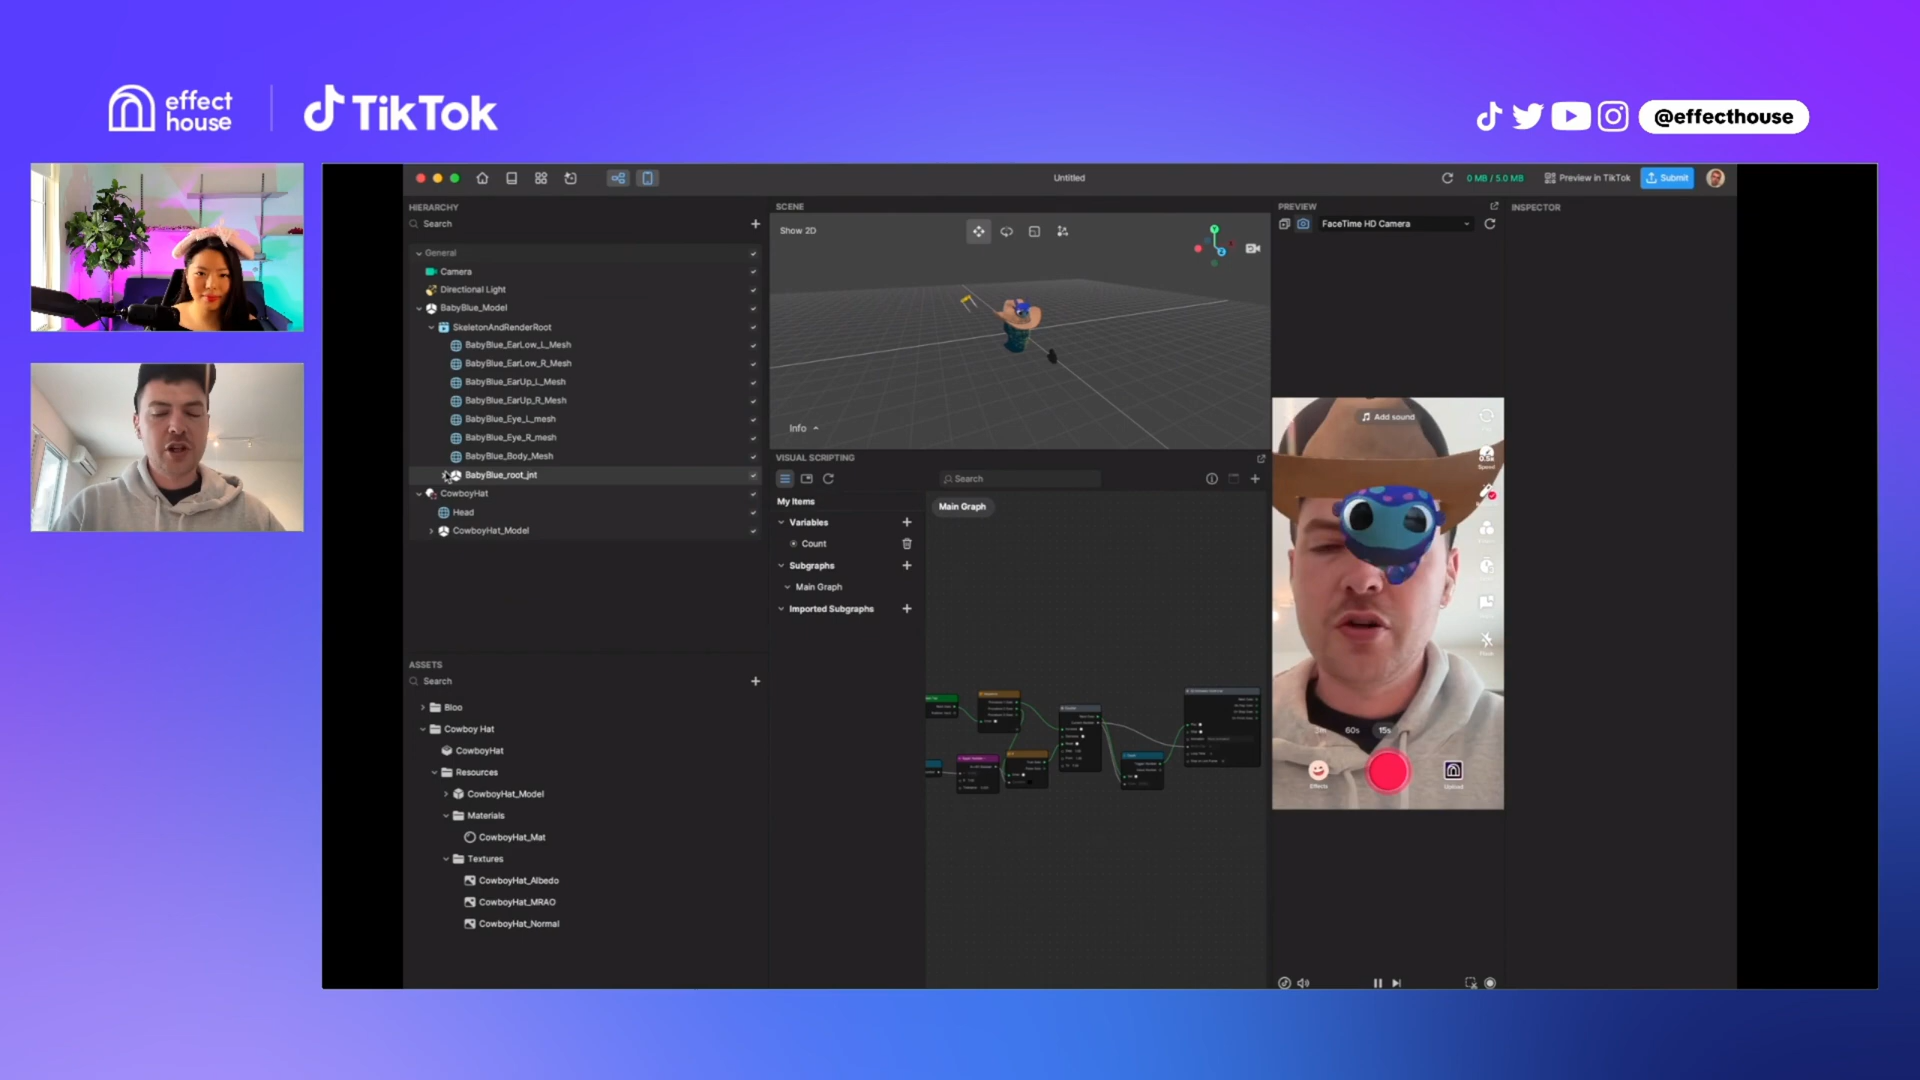 effect
house
TikTok
@effecthouse
Untitled
0 MB / 5.0 MB
Preview in TikTok
Submit
HIERARCHY
Search
General
Camera
Directional Light
BabyBlue_Model
SkeletonAndRenderRoot
BabyBlue_EarLow_L_Mesh
BabyBlue_EarLow_R_Mesh
BabyBlue_EarUp_L_Mesh
BabyBlue_EarUp_R_Mesh
BabyBlue_Eye_L_mesh
BabyBlue_Eye_R_mesh
BabyBlue_Body_Mesh
BabyBlue_root_jnt
CowboyHat
Head
CowboyHat_Model
ASSETS
Search
Bloo
Cowboy Hat
CowboyHat
Resources
CowboyHat_Model
Materials
CowboyHat_Mat
Textures
CowboyHat_Albedo
CowboyHat_MRAO
CowboyHat_Normal
SCENE
Show 2D
Info
VISUAL SCRIPTING
Search
My Items
Variables
Count
Subgraphs
Main Graph
Imported Subgraphs
Main Graph
PREVIEW
FaceTime HD Camera
Add sound
Speed
60s
15s
Effects
Upload
INSPECTOR